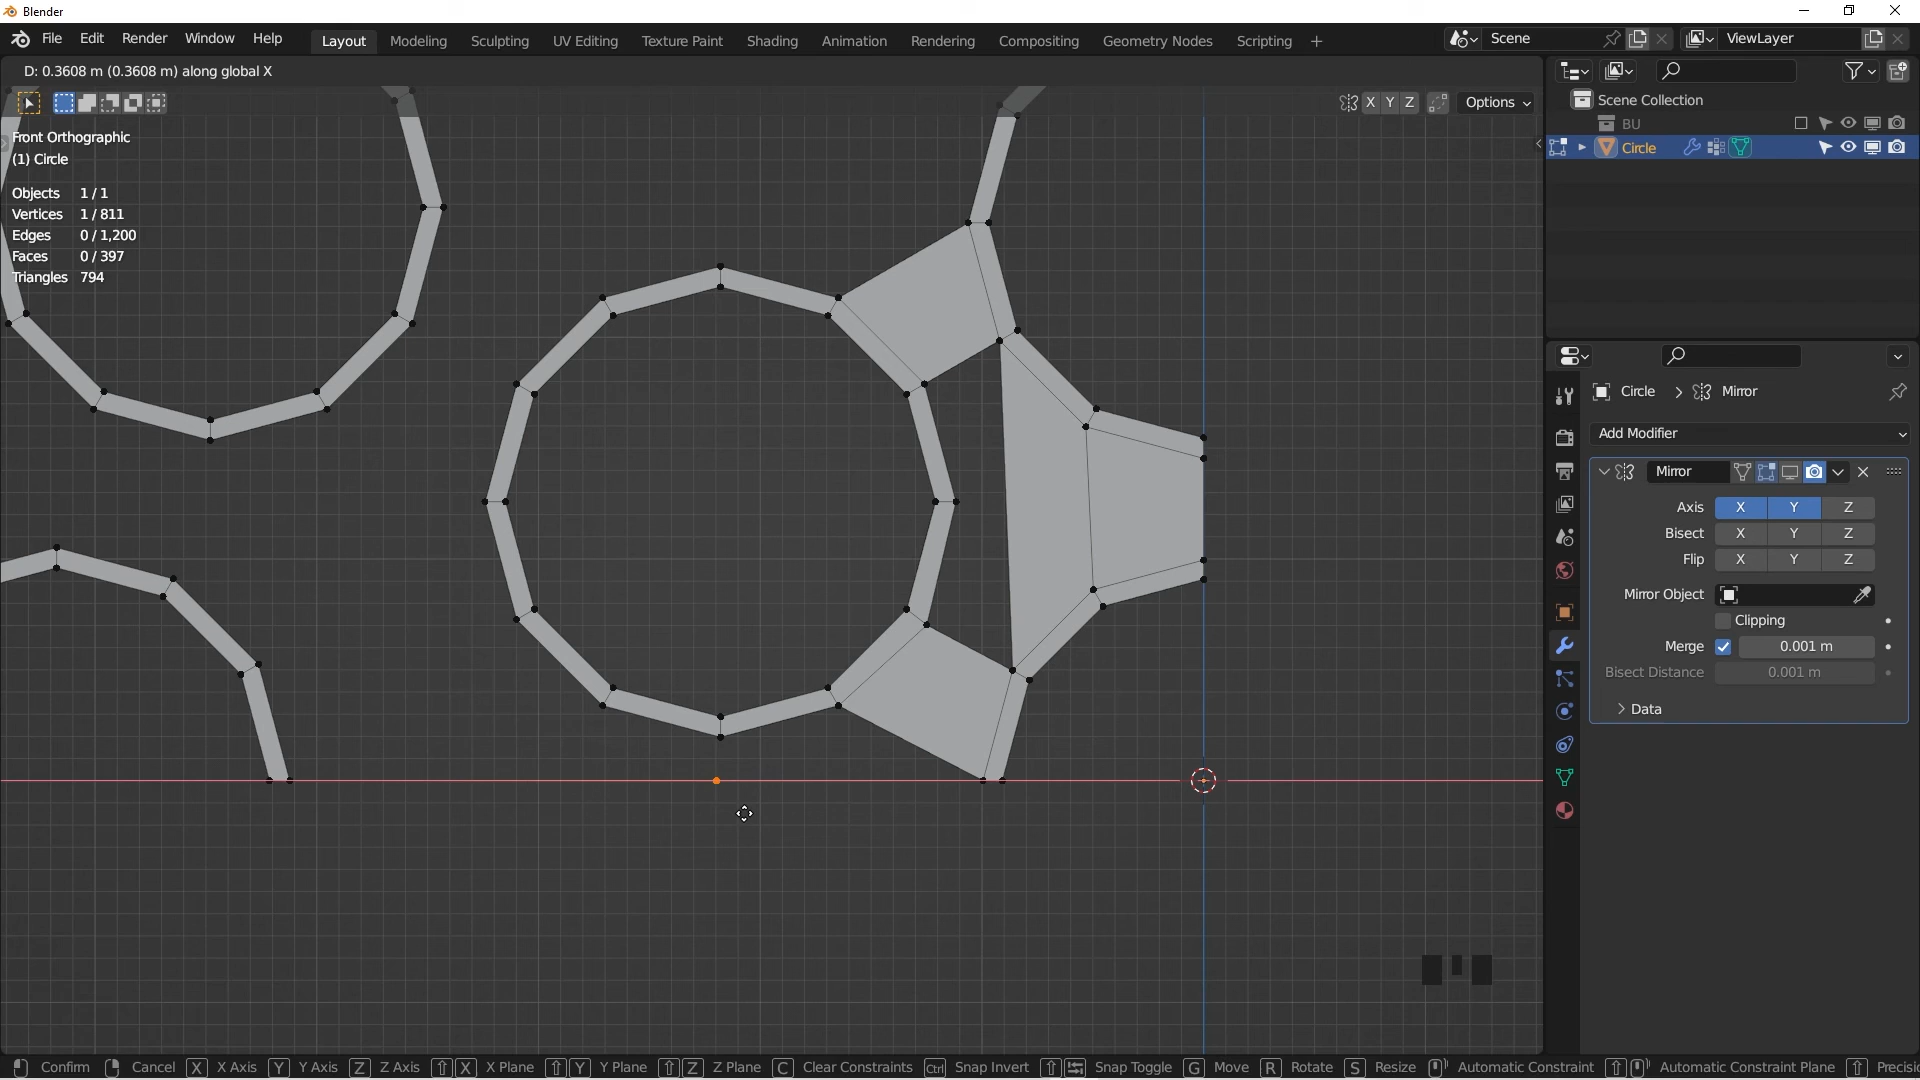 Blender
File Edit Render Window Help Layout Modeling Sculpting UV Editing Texture Paint Shading Animation Rendering Compositing Geometry Nodes Scripting + Scene ViewLayer
D: 0.3608 m (0.3608 m) along global X
X Y Z Options
Front Orthographic
(1) Circle
Objects 1 / 1
Vertices 1 / 811
Edges 0 / 1,200
Faces 0 / 397
Triangles 794
Scene Collection
BU
Circle
Circle > Mirror
Add Modifier
Mirror
Axis X Y Z
Bisect X Y Z
Flip X Y Z
Mirror Object
Clipping
Merge 0.001 m
Bisect Distance 0.001 m
> Data
Confirm Cancel X X Axis Y Y Axis Z Z Axis X X Plane Y Y Plane Z Z Plane C Clear Constraints Ctrl Snap Invert Snap Toggle G Move R Rotate S Resize Automatic Constraint Automatic Constraint Plane Precisio